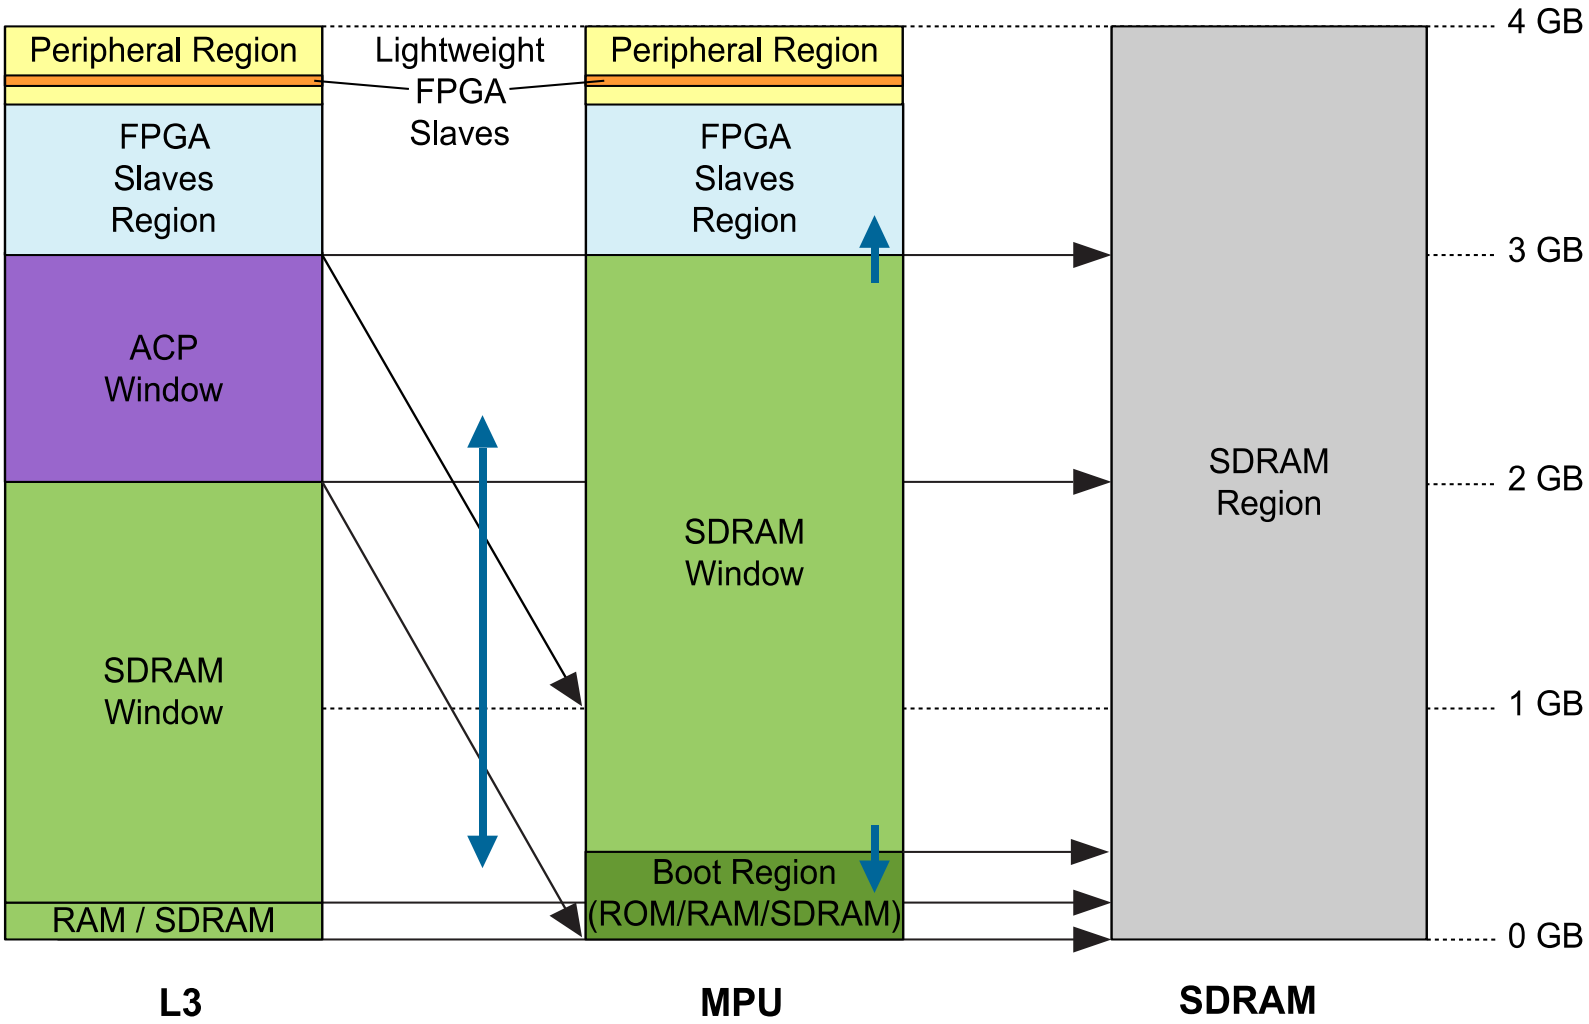 Peripheral Region
Lightweight
FPGA
Slaves
Peripheral Region
4 GB
FPGA
Slaves
Region
FPGA
Slaves
Region
3 GB
ACP
Window
SDRAM
Region
2 GB
SDRAM
Window
SDRAM
Window
1 GB
Boot Region
(ROM/RAM/SDRAM)
RAM / SDRAM
0 GB
L3
MPU
SDRAM